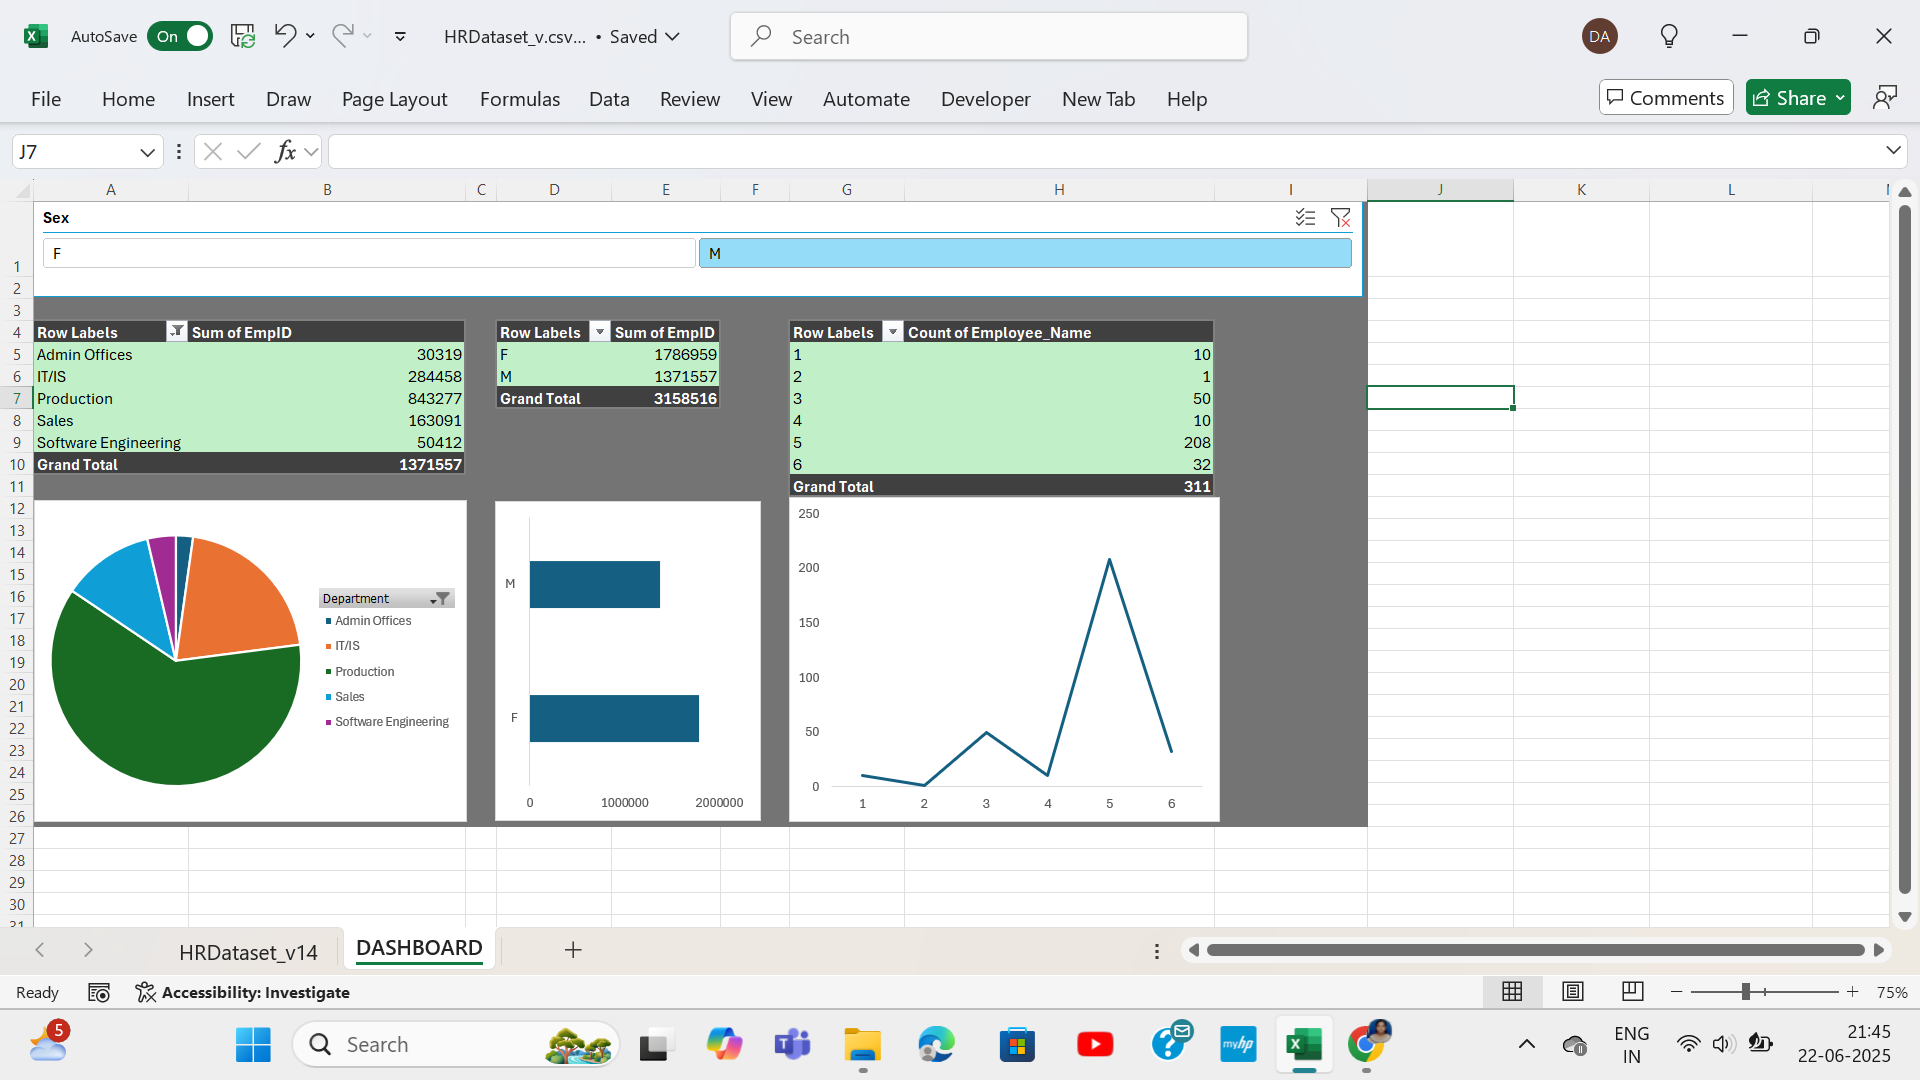 AutoSave On HRDataset_v.csv... • Saved Search DA
File Home Insert Draw Page Layout Formulas Data Review View Automate Developer New Tab Help Comments Share
J7 fx
A B C D E F G H I J K L
Sex
F M
1
2
3
4 Row Labels Sum of EmpID Row Labels Sum of EmpID Row Labels Count of Employee_Name
5 Admin Offices 30319 F 1786959 1 10
6 IT/IS 284458 M 1371557 2 1
7 Production 843277 Grand Total 3158516 3 50
8 Sales 163091 4 10
9 Software Engineering 50412 5 208
10 Grand Total 1371557 6 32
11 Grand Total 311
12
13
14
15
16
17
18
19
20
21
22
23
24
25
26
27
28
29
30
31
Department
Admin Offices
IT/IS
Production
Sales
Software Engineering
M
F
0 1000000 2000000
250
200
150
100
50
0
1 2 3 4 5 6
HRDataset_v14 DASHBOARD
Ready Accessibility: Investigate 75%
5 Search myhp ENG 21:45
IN 22-06-2025